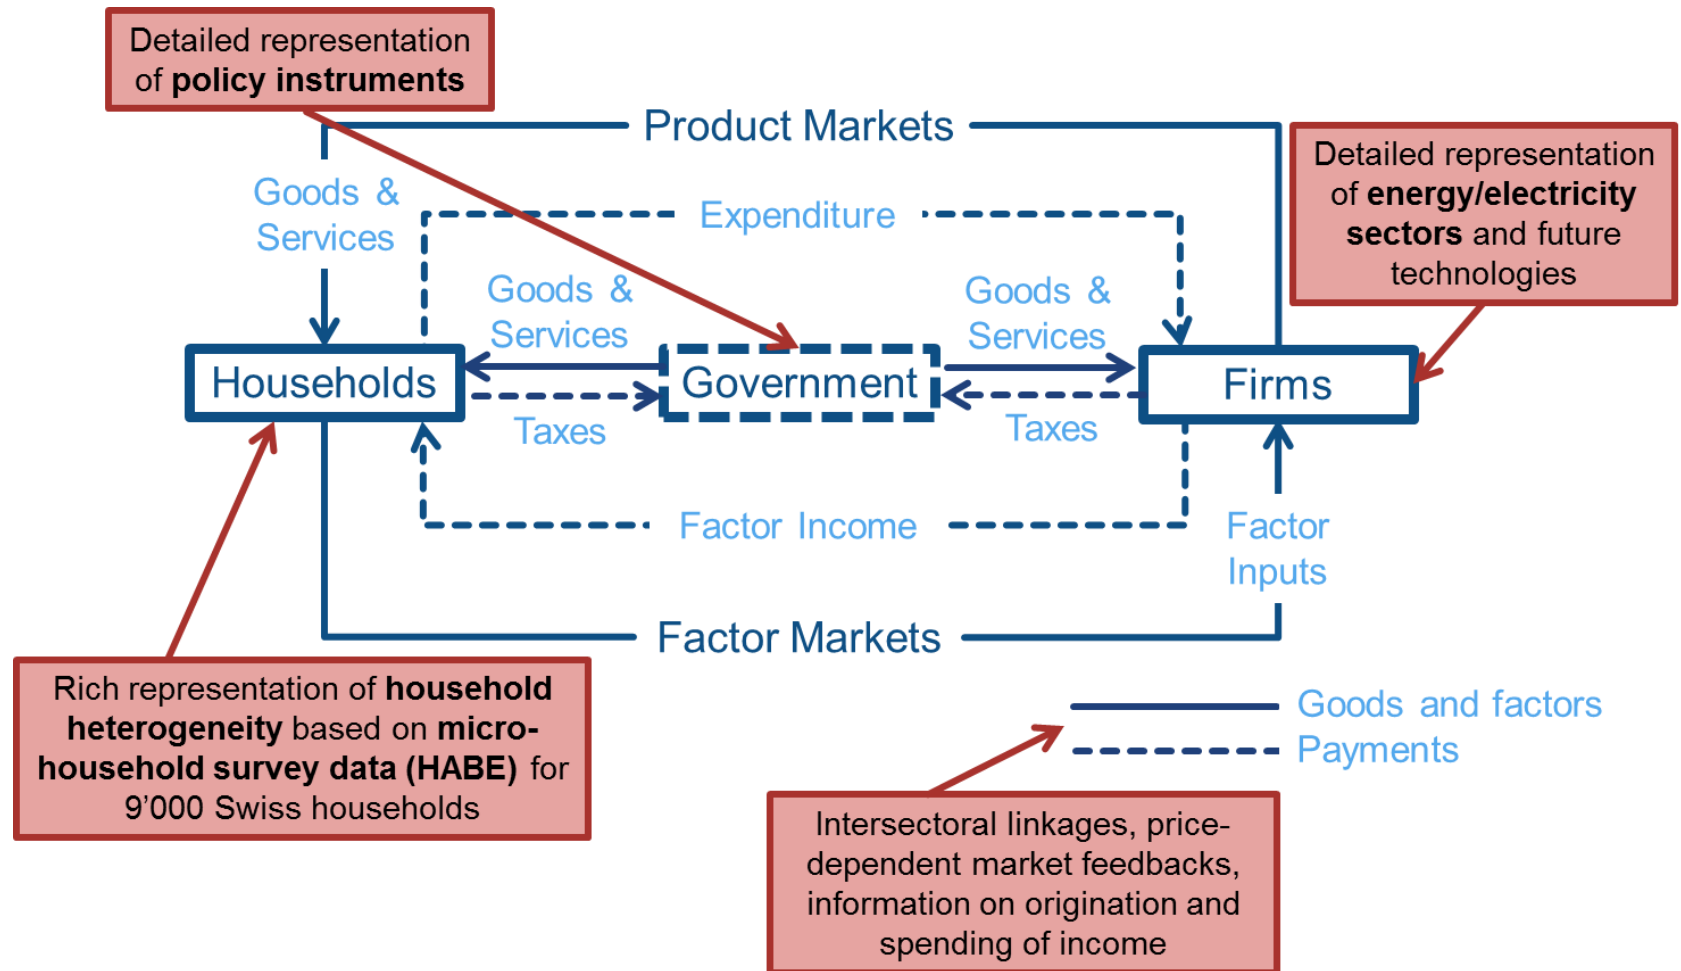 Detailed representation
of policy instruments
Product Markets
Detailed representation
of energy/electricity
sectors and future
technologies
Goods &
Services
Expenditure
Goods &
Services
Goods &
Services
Households
Government
Firms
Taxes
Taxes
Factor Income
Factor
Inputs
Factor Markets
Rich representation of household
heterogeneity based on micro-
household survey data (HABE) for
9’000 Swiss households
Goods and factors
Payments
Intersectoral linkages, price-
dependent market feedbacks,
information on origination and
spending of income